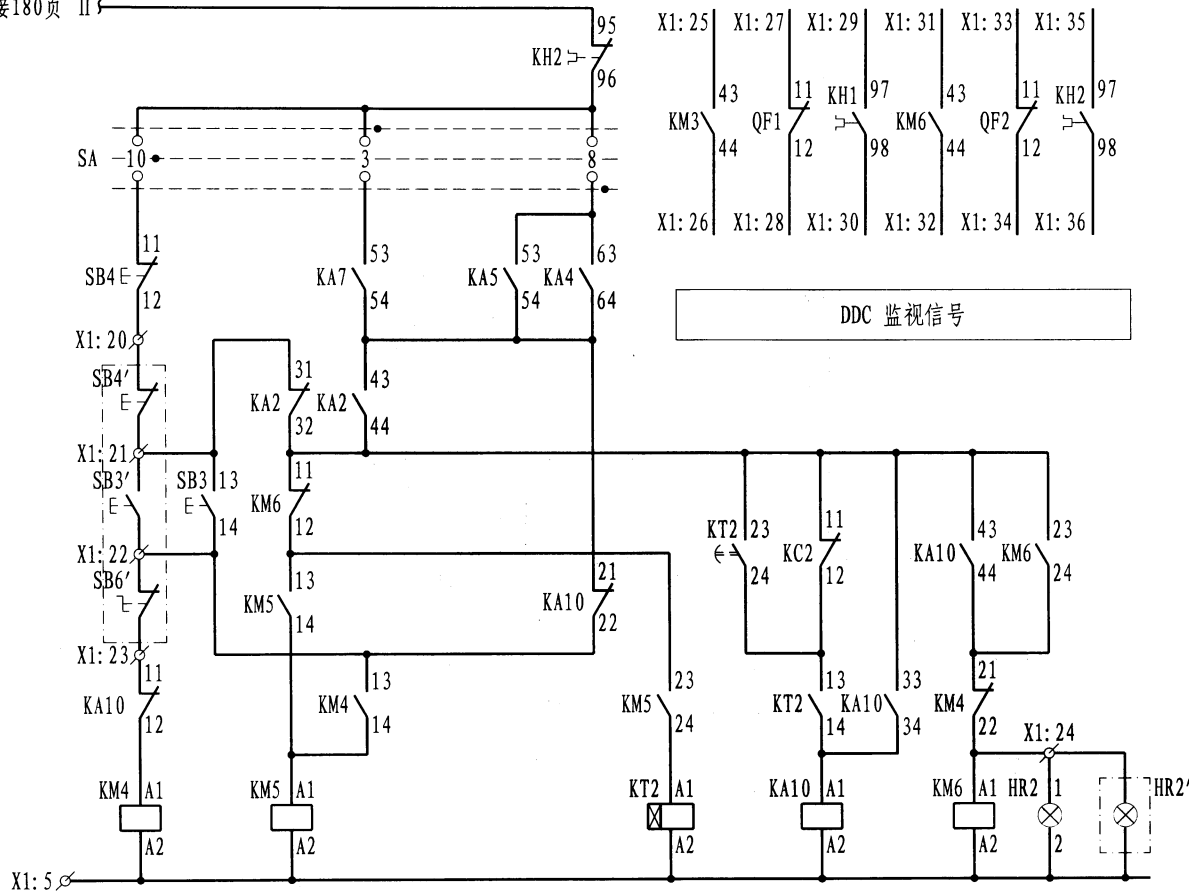 接180页 II
95
KH2
96
X1:25 X1:27 X1:29 X1:31 X1:33 X1:35
43 11 KH1 97 43 11 KH2 97
KM3 QF1 KM6 QF2
44 12 98 44 12 98
X1:26 X1:28 X1:30 X1:32 X1:34 X1:36
SA 10 3 8
11 53 53 63
SB4 KA7 KA5 KA4
12 54 54 64
DDC 监视信号
X1:20
SB4' 31 43
KA2 KA2
32 44
X1:21
SB3' SB3 13 11
KM6
14 12
KT2 23 11 43 23
KC2 KA10 KM6
24 12 44 24
X1:22
SB6' 13 21
KM5 KA10
14 22
X1:23
11 13 23 13 33 21
KA10 KM4 KM5 KT2 KA10 KM4
12 14 24 14 34 22
X1:24
KM4 A1 KM5 A1 KT2 A1 KA10 A1 KM6 A1 HR2 1 HR2'
A2 A2 A2 A2 A2 2
X1:5